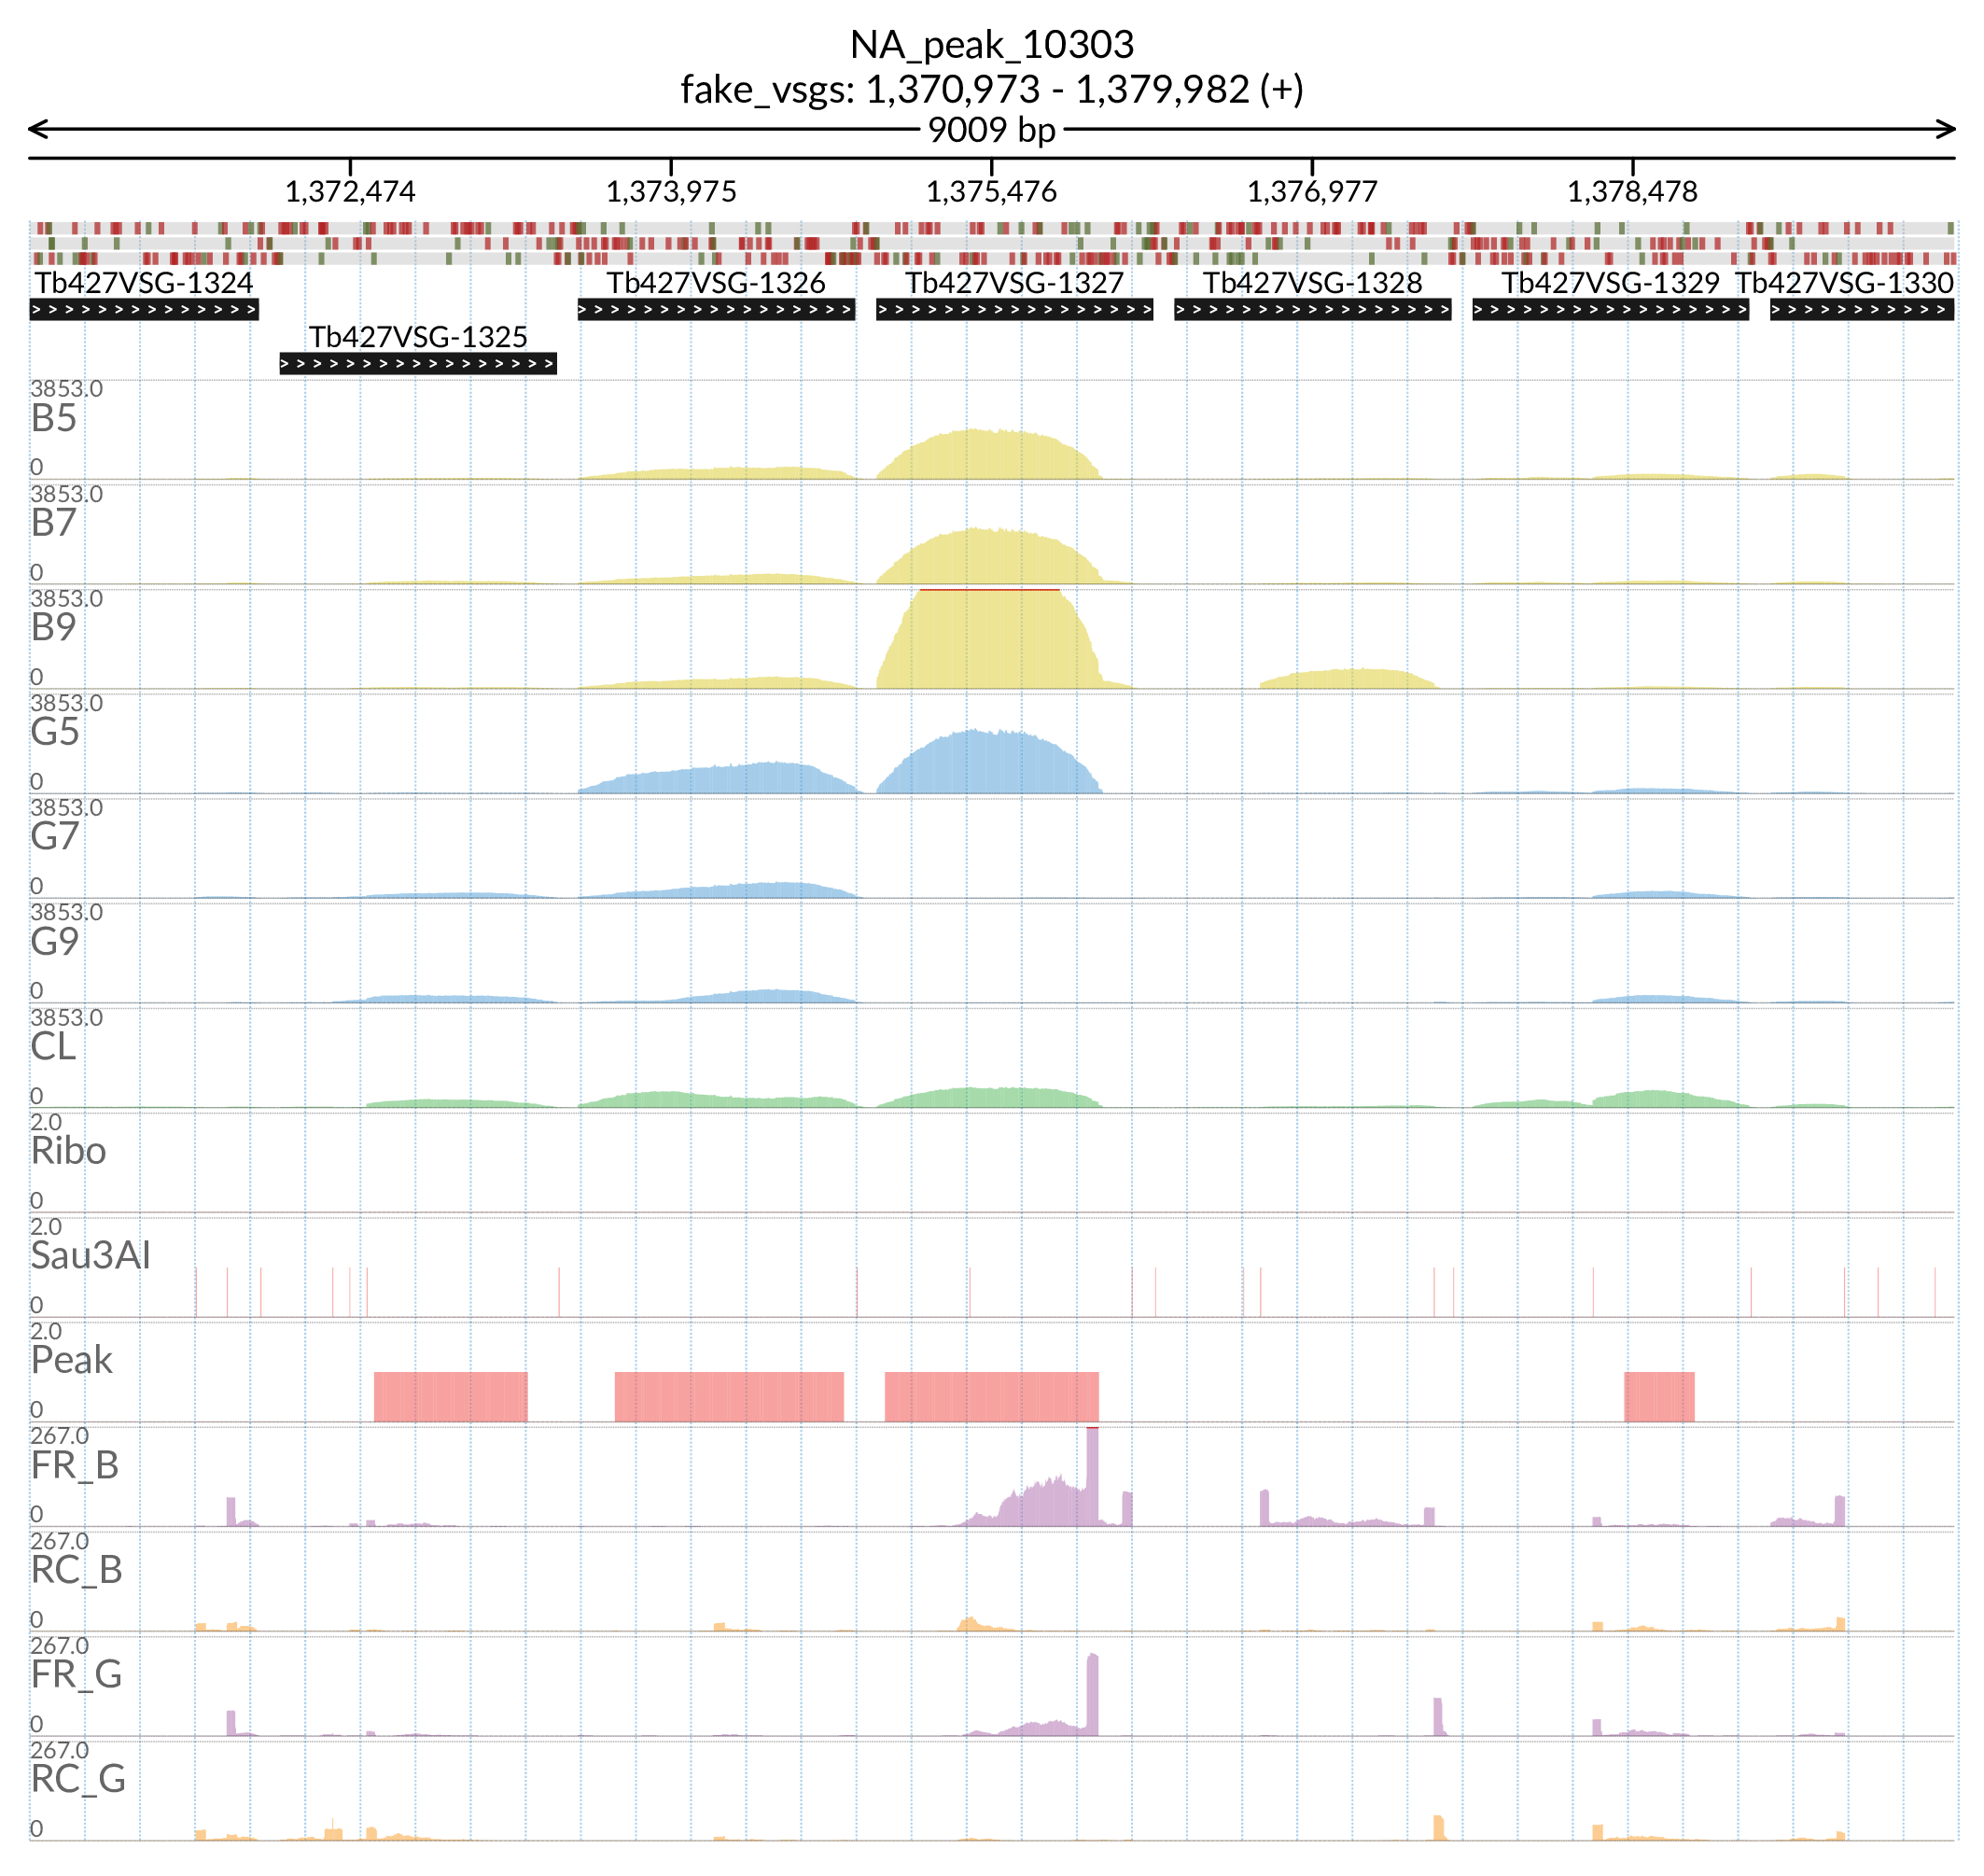 NA_peak_10303
fake_vsgs: 1,370,973 - 1,379,982 (+)
9009 bp
1,372,474 1,373,975 1,375,476 1,376,977 1,378,478
Tb427VSG-1324 Tb427VSG-1326 Tb427VSG-1327 Tb427VSG-1328 Tb427VSG-1329 Tb427VSG-1330
Tb427VSG-1325
3853.0
B5
0
3853.0
B7
0
3853.0
B9
0
3853.0
G5
0
3853.0
G7
0
3853.0
G9
0
3853.0
CL
0
2.0
Ribo
0
2.0
Sau3AI
0
2.0
Peak
0
267.0
FR_B
0
267.0
RC_B
0
267.0
FR_G
0
267.0
RC_G
0